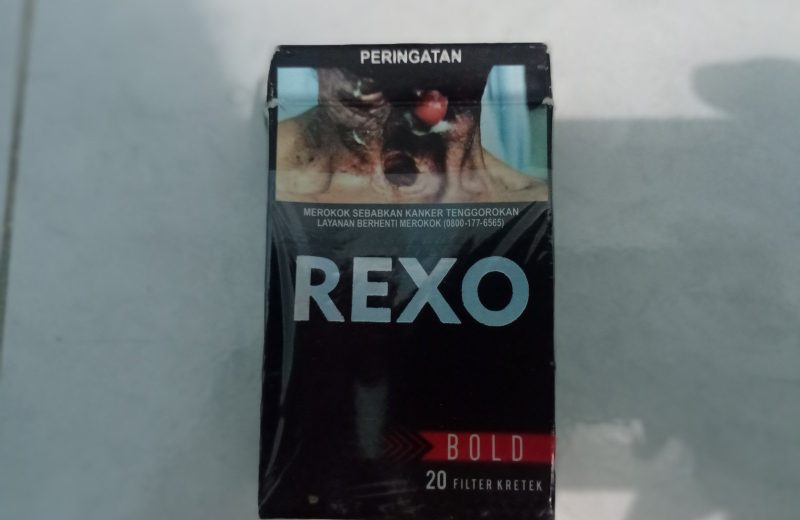 PERINGATAN
MEROKOK SEBABKAN KANKER TENGGOROKAN
LAYANAN BERHENTI MEROKOK (0800-177-6565)
REXO
BOLD
20 FILTER KRETEK